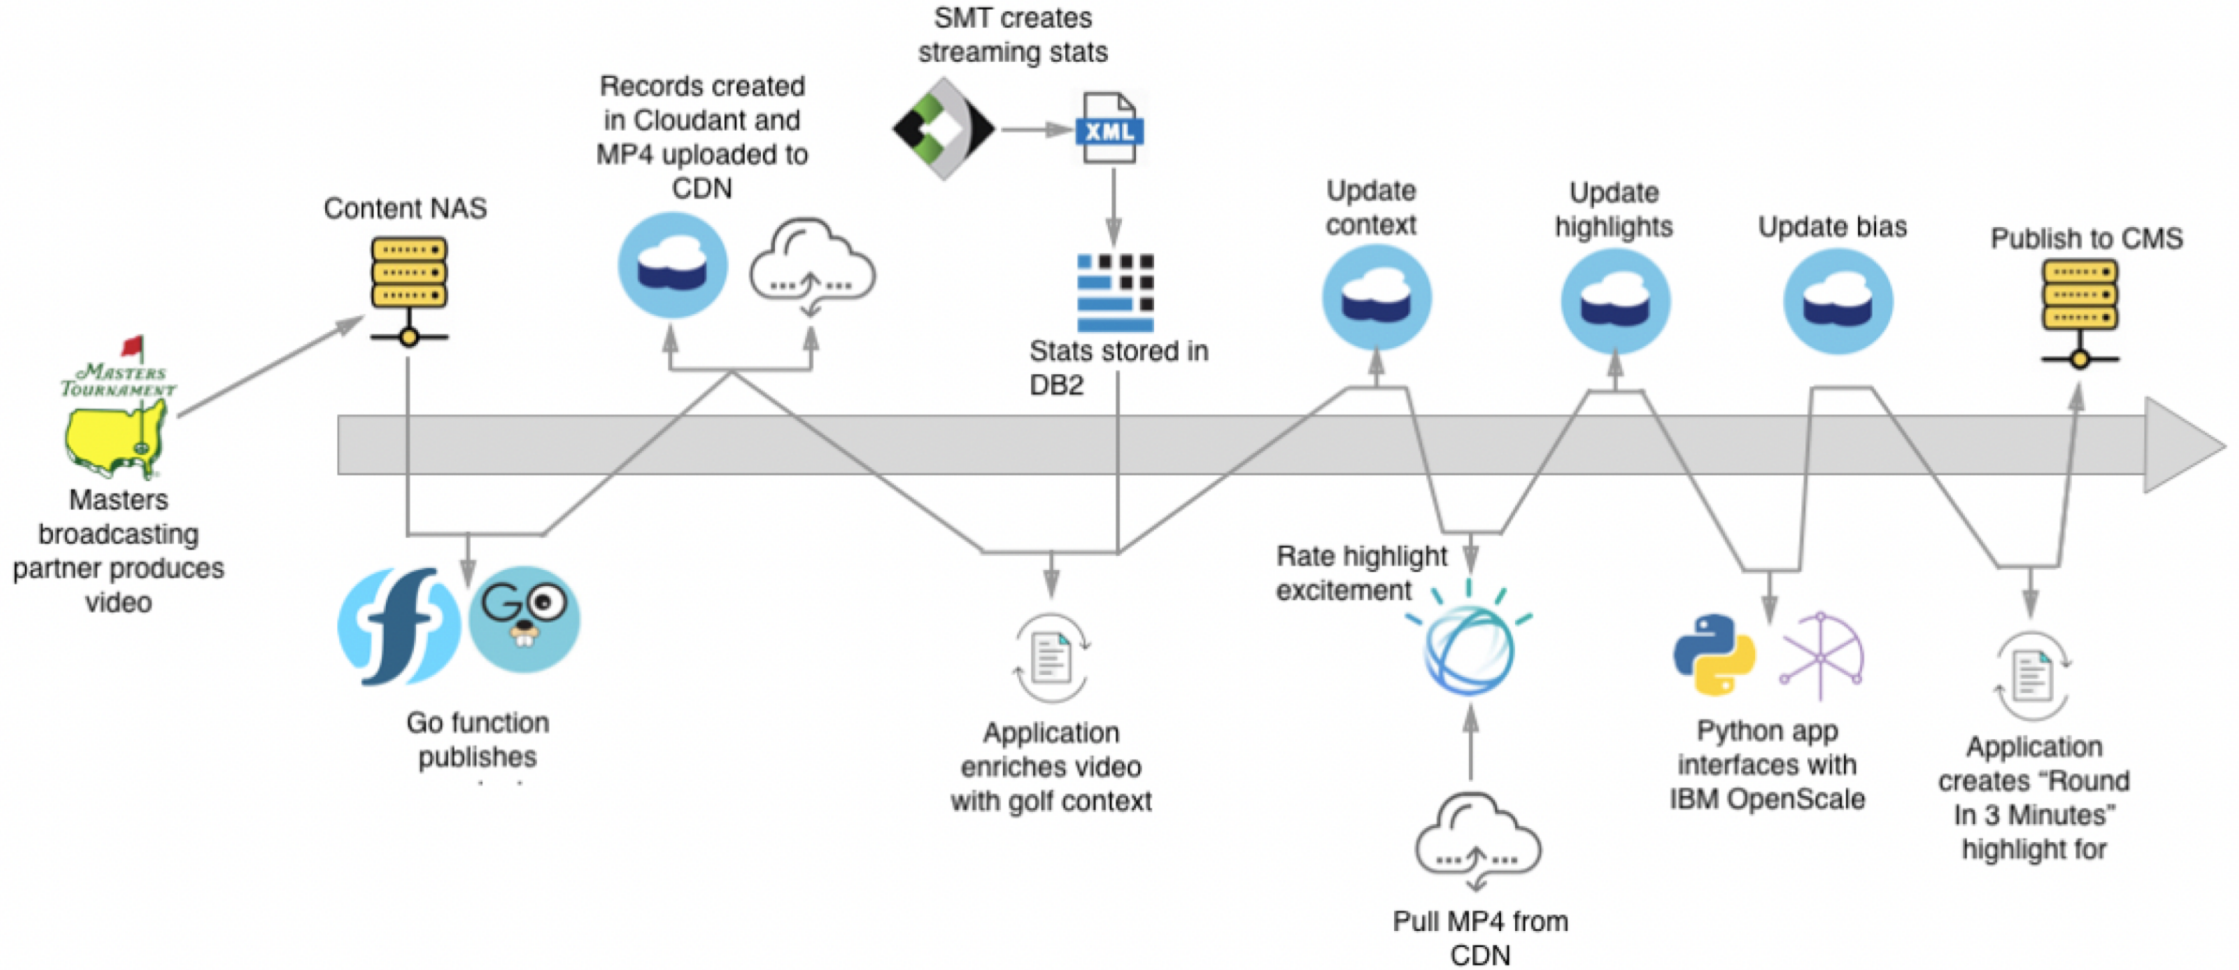 SMT creates
streaming stats
Records created
in Cloudant and
MP4 uploaded to
CDN
XML
Content NAS
Update
context
Update
highlights
Update bias
Publish to CMS
MASTERS
TOURNAMENT
Stats stored in
DB2
Masters
broadcasting
partner produces
video
f
GO
Go function
publishes
Application
enriches video
with golf context
Rate highlight
excitement
Pull MP4 from
CDN
Python app
interfaces with
IBM OpenScale
Application
creates “Round
In 3 Minutes”
highlight for